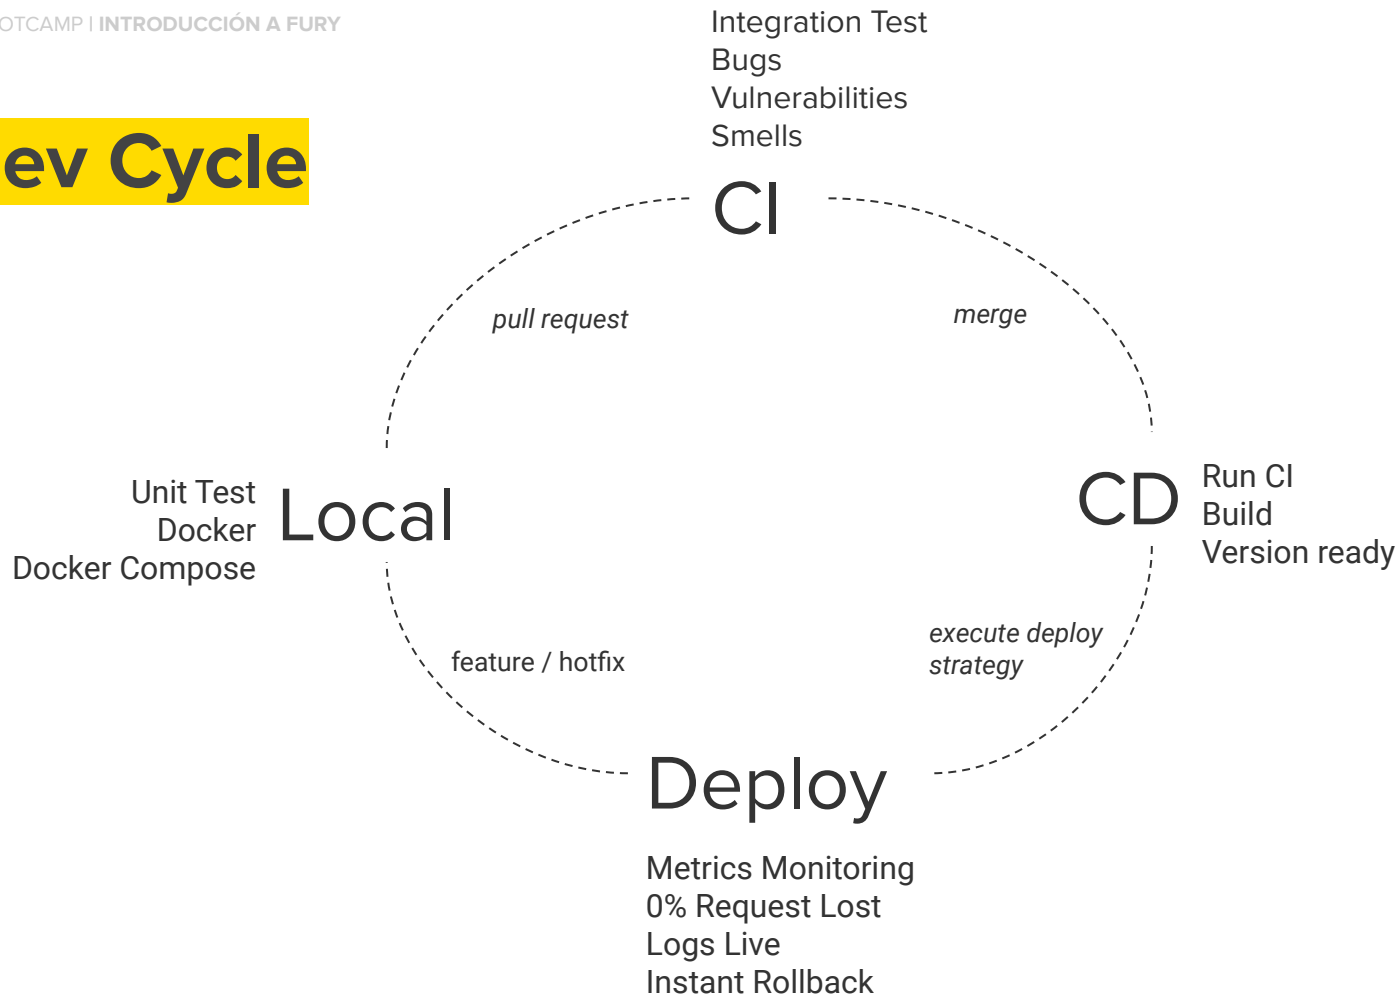 OTCAMP | INTRODUCCIÓN A FURY
ev Cycle
Integration Test
Bugs
Vulnerabilities
Smells
CI
pull request
merge
Unit Test
Docker
Docker Compose
Local
CD
Run CI
Build
Version ready
feature / hotfix
execute deploy
strategy
Deploy
Metrics Monitoring
0% Request Lost
Logs Live
Instant Rollback